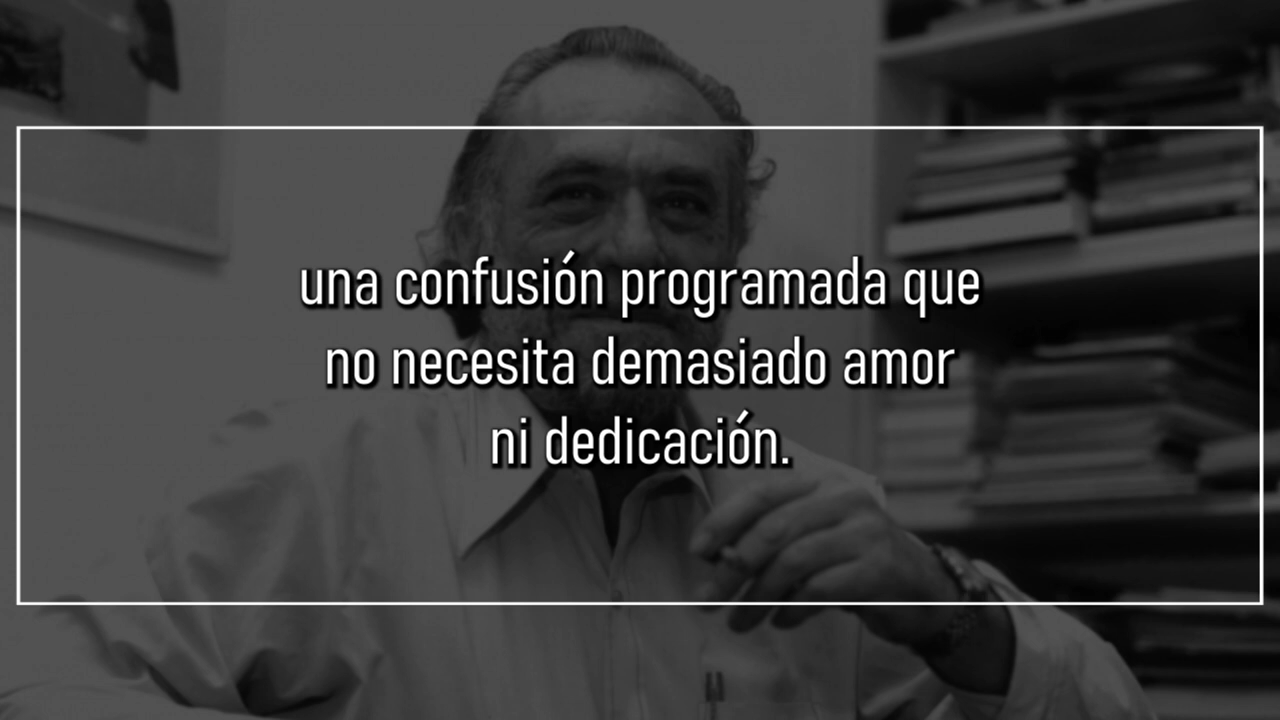 una confusión programada que
no necesita demasiado amor
ni dedicación.